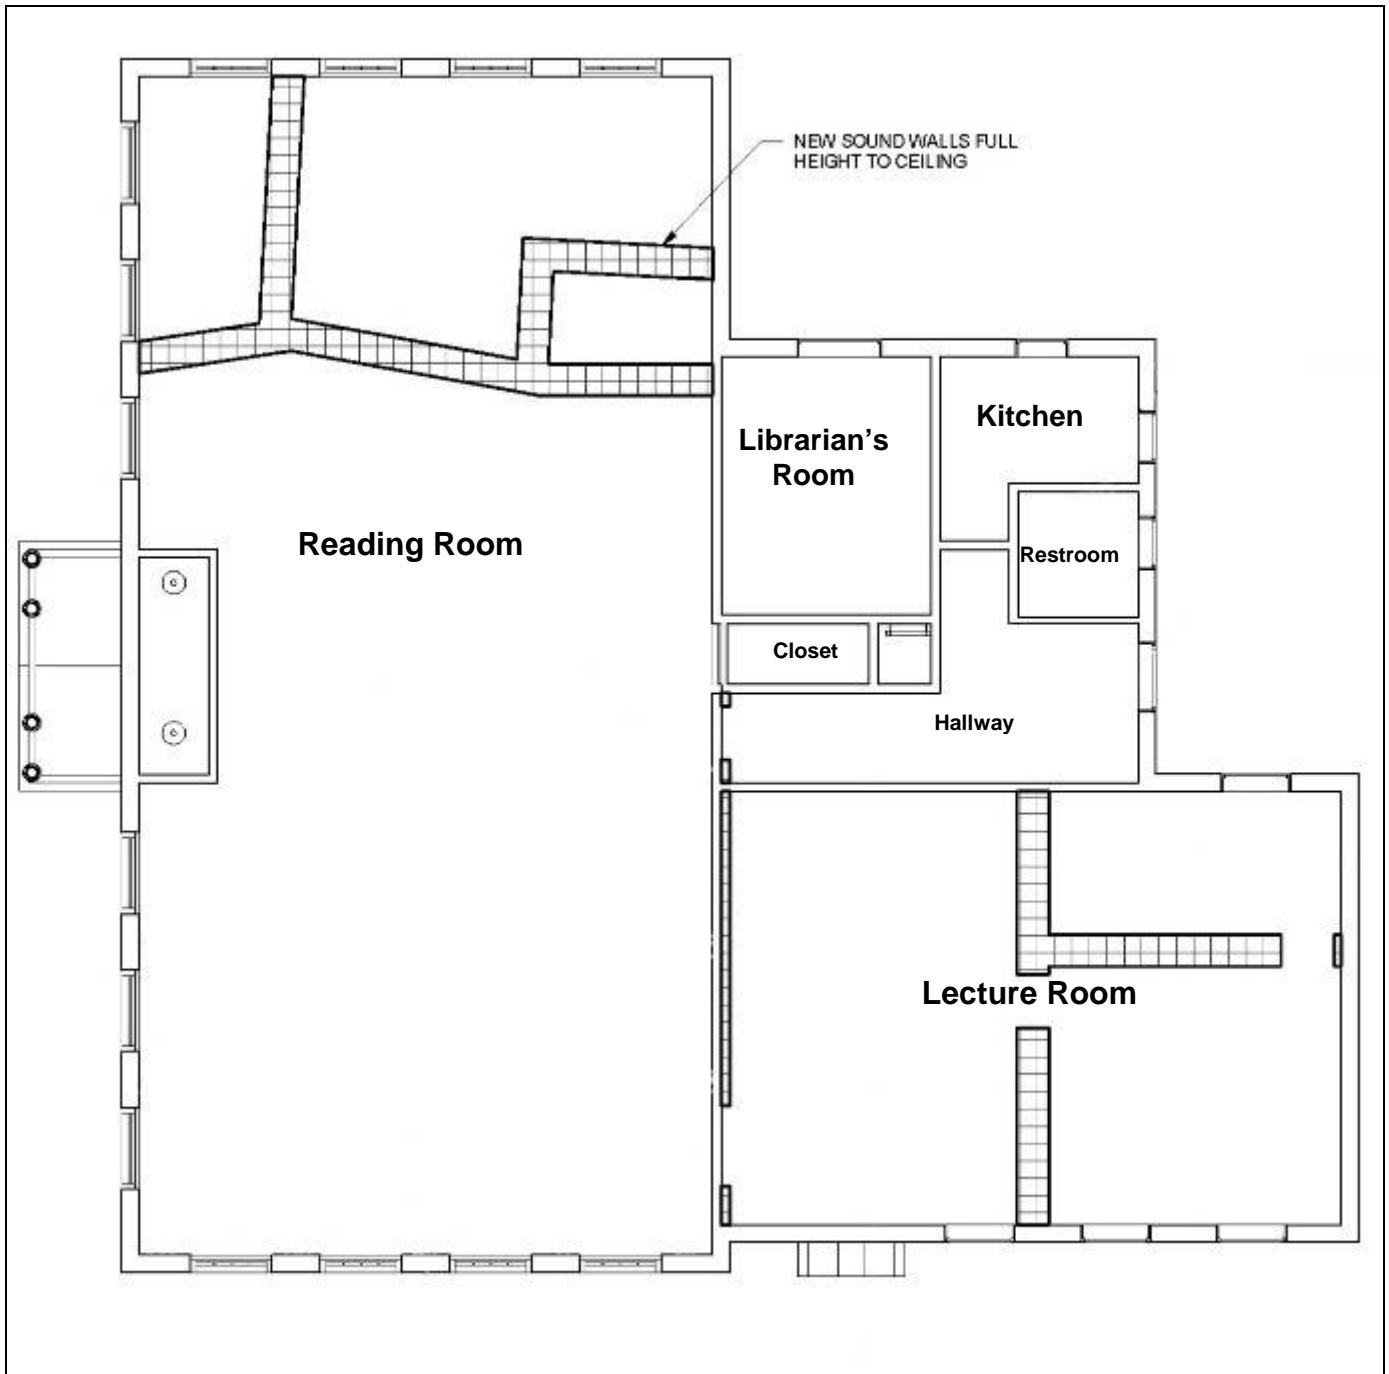 NEW SOUND WALLS FULL
HEIGHT TO CEILING
Kitchen
Librarian’s
Room
Reading Room
Restroom
Closet
Hallway
Lecture Room